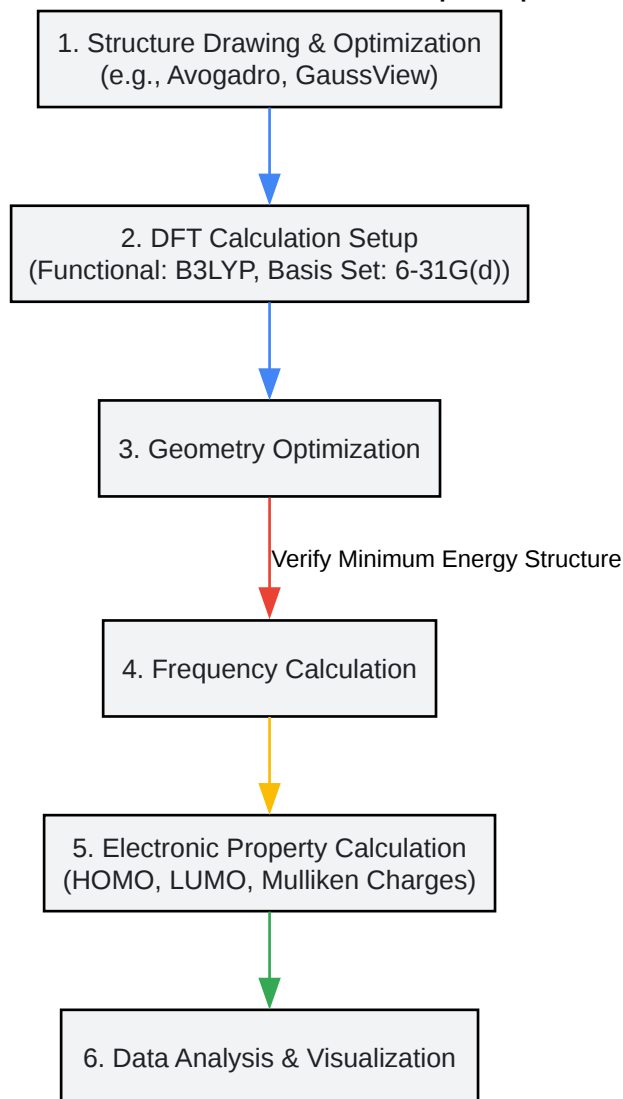 1. Structure Drawing & Optimization
(e.g., Avogadro, GaussView)
2. DFT Calculation Setup
(Functional: B3LYP, Basis Set: 6-31G(d))
3. Geometry Optimization
Verify Minimum Energy Structure
4. Frequency Calculation
5. Electronic Property Calculation
(HOMO, LUMO, Mulliken Charges)
6. Data Analysis & Visualization